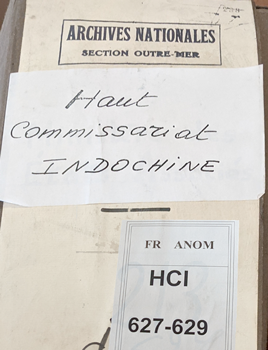 ARCHIVES NATIONALES
SECTION OUTRE-MER
Haut
Commissariat
INDOCHINE
FR ANOM
HCI
627-629